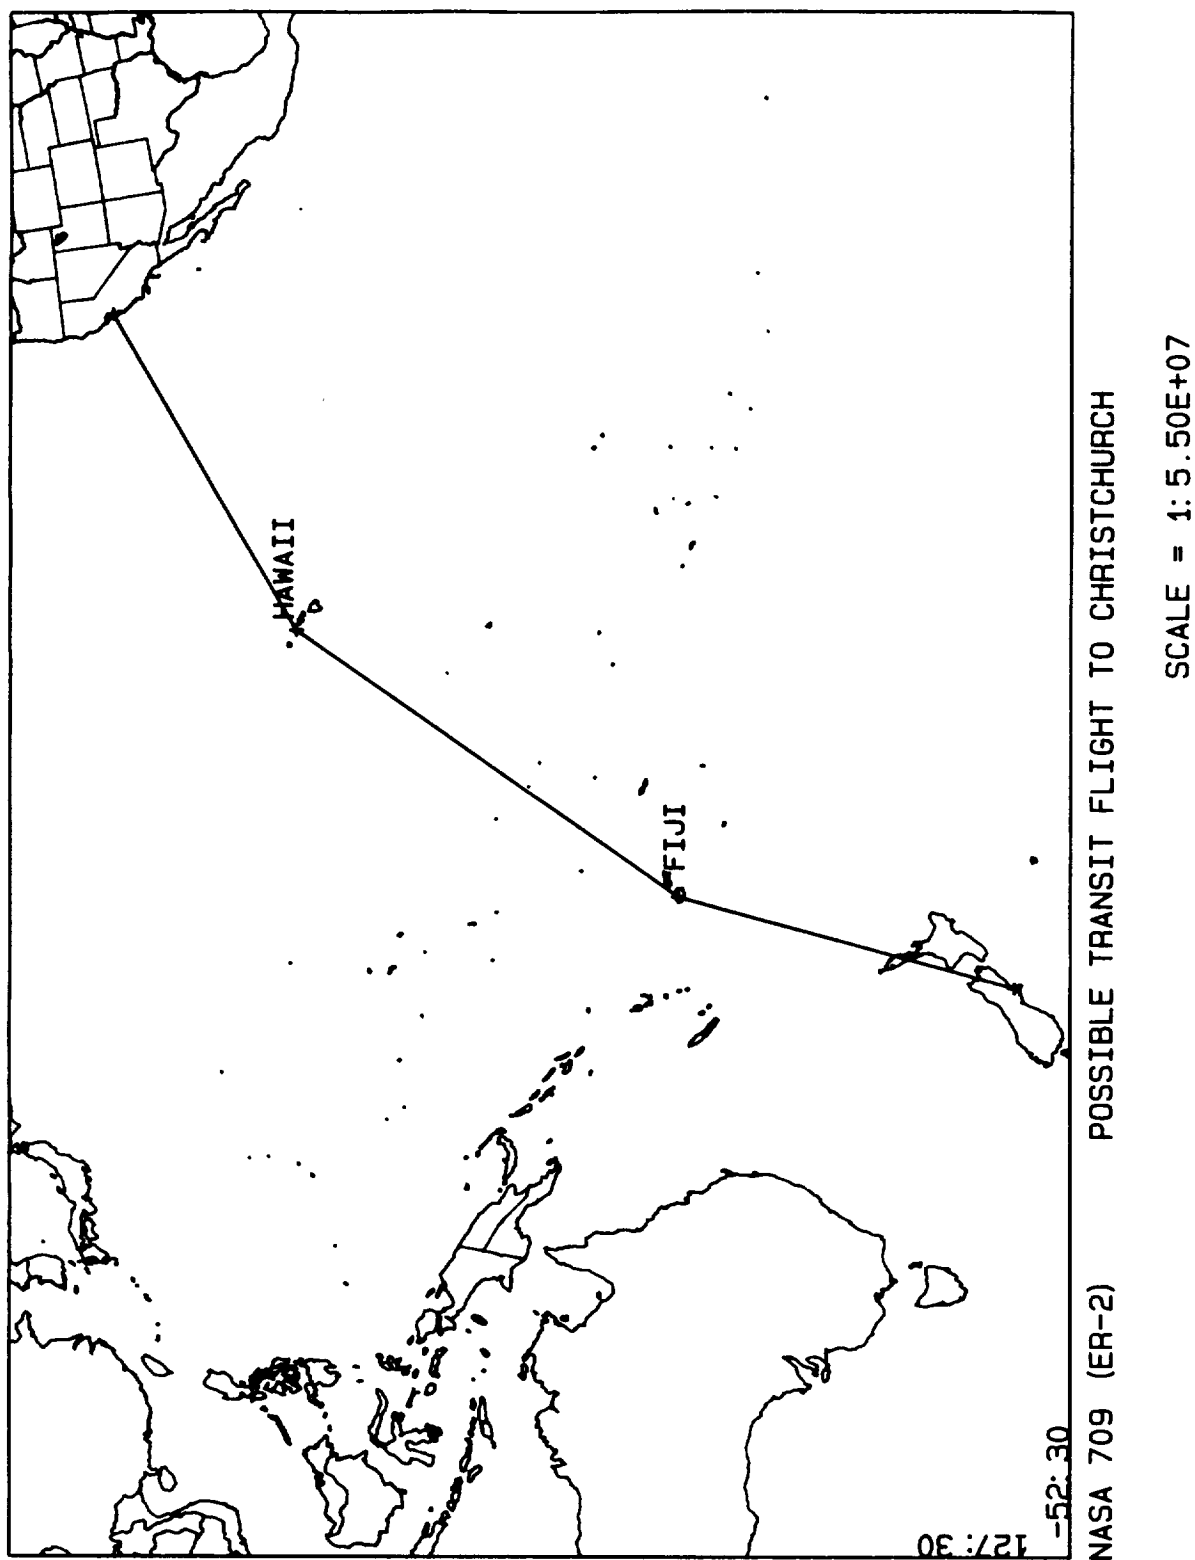 HAWAII
FIJI
127:30
-52:30
NASA 709 (ER-2) POSSIBLE TRANSIT FLIGHT TO CHRISTCHURCH
SCALE = 1:5.50E+07